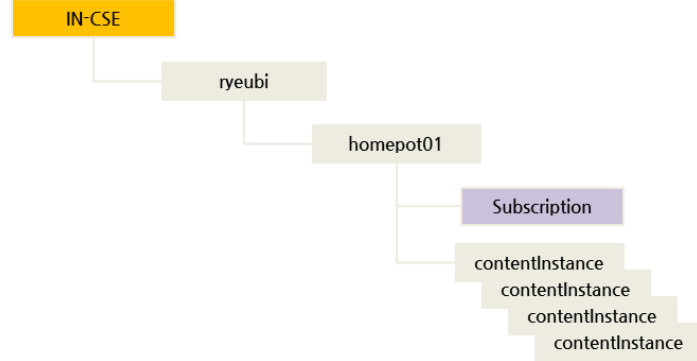 IN-CSE
ryeubi
homepot01
Subscription
contentInstance
contentInstance
contentInstance
contentInstance